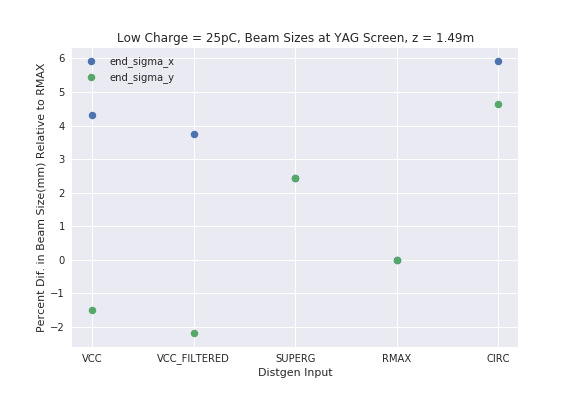 Low Charge = 25pC, Beam Sizes at YAG Screen, z = 1.49m
end_sigma_x
end_sigma_y
Percent Dif. in Beam Size(mm) Relative to RMAX
6
5
4
3
2
1
0
−1
−2
VCC
VCC_FILTERED
SUPERG
RMAX
CIRC
Distgen Input